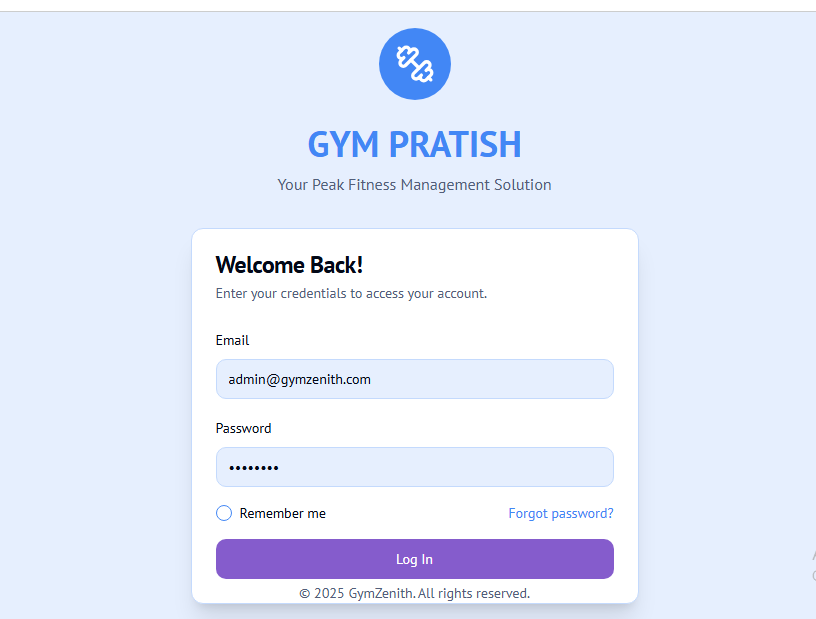 GYM PRATISH
Your Peak Fitness Management Solution
Welcome Back!
Enter your credentials to access your account.
Email
admin@gymzenith.com
Password
••••••••
Remember me
Forgot password?
Log In
© 2025 GymZenith. All rights reserved.